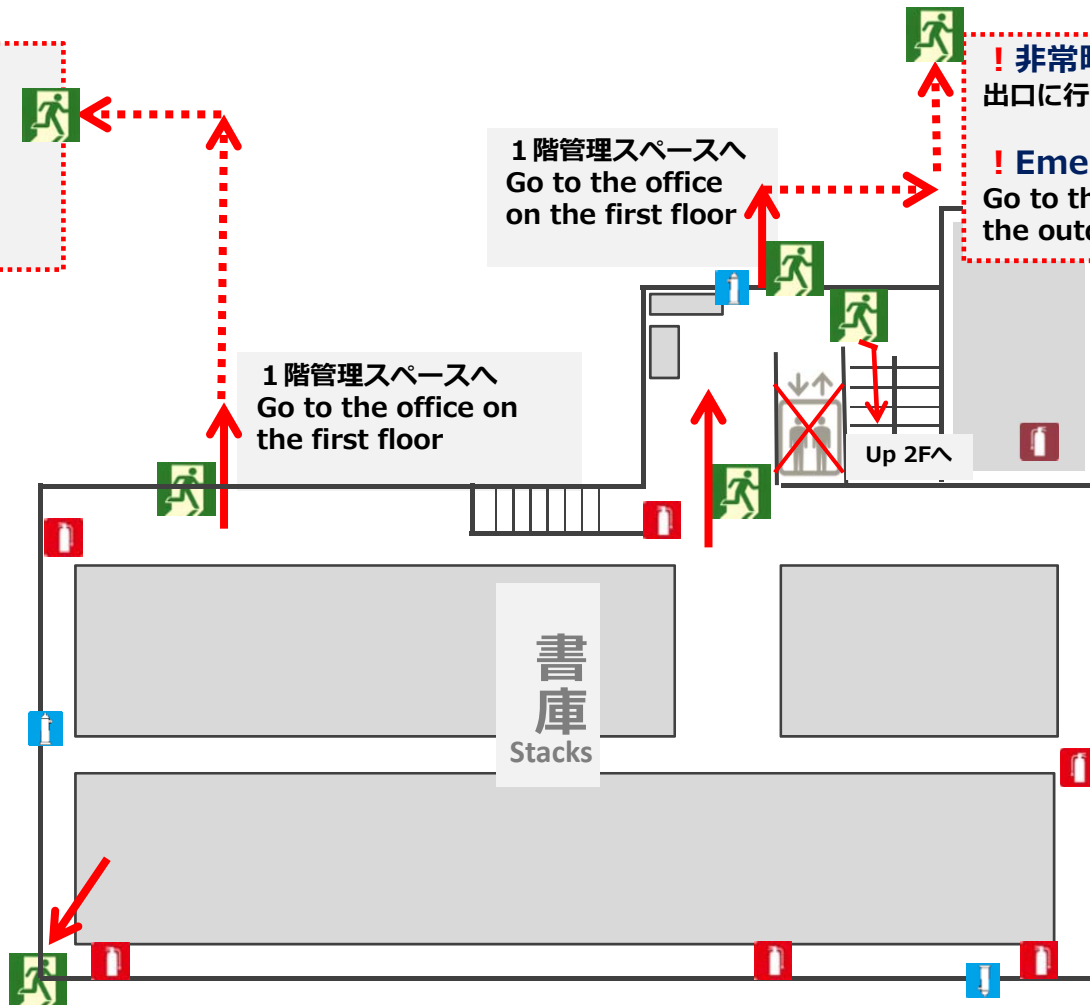 ！非常時
出口に行
！Eme
Go to th
the outd
１階管理スペースへ
Go to the office
on the first floor
１階管理スペースへ
Go to the office on
the first floor
Up 2Fへ
書庫
Stacks